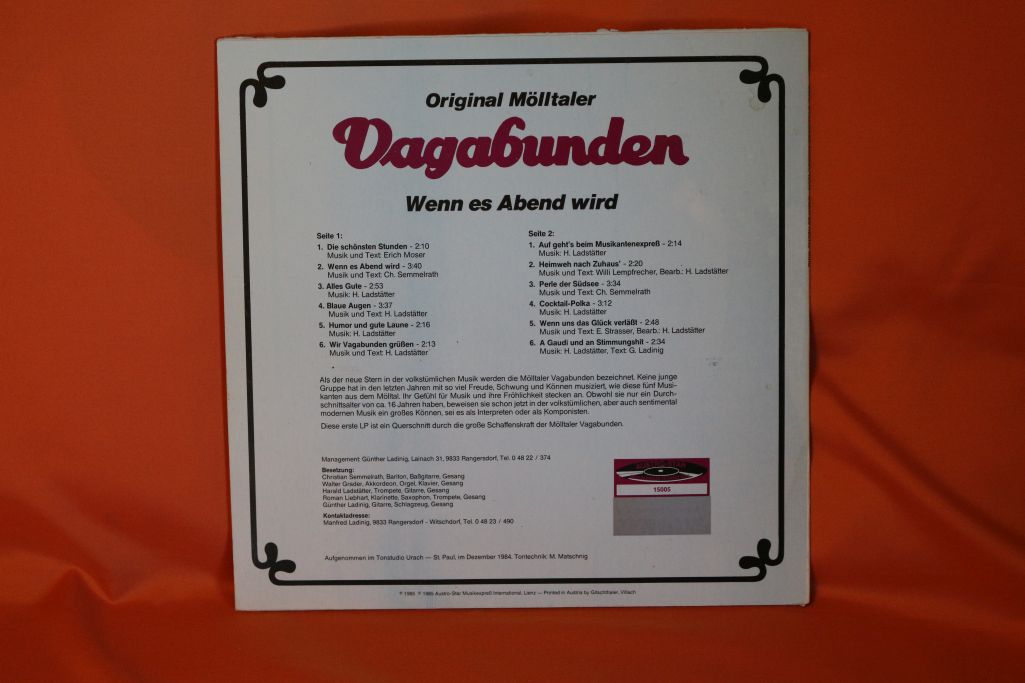 Original Mölltaler
Vagabunden
Wenn es Abend wird
Seite 1:
1. Die schönsten Stunden - 2:10
Musik und Text: Erich Moser
2. Wenn es Abend wird - 3:40
Musik und Text: Ch. Semmelrath
3. Alles Gute - 2:53
Musik: H. Ladstätter
4. Blaue Augen - 3:37
Musik und Text: H. Ladstätter
5. Humor und gute Laune - 2:16
Musik: H. Ladstätter
6. Wir Vagabunden grüßen - 2:13
Musik und Text: H. Ladstätter
Seite 2:
1. Auf geht's beim Musikantenexpreß - 2:14
Musik: H. Ladstätter
2. Heimweh nach Zuhaus' - 2:20
Musik und Text: Willi Lempfrecher, Bearb.: H. Ladstätter
3. Perle der Südsee - 3:34
Musik und Text: Ch. Semmelrath
4. Cocktail-Polka - 3:12
Musik: H. Ladstätter
5. Wenn uns das Glück verläßt - 2:48
Musik und Text: E. Strasser, Bearb.: H. Ladstätter
6. A Gaudi und an Stimmungshit - 2:34
Musik: H. Ladstätter, Text: G. Ladinig
Als der neue Stern in der volkstümlichen Musik werden die Mölltaler Vagabunden bezeichnet. Keine junge
Gruppe hat in den letzten Jahren mit so viel Freude, Schwung und Können musiziert, wie diese fünf Musi-
kanten aus dem Mölltal. Ihr Gefühl für Musik und ihre Fröhlichkeit stecken an. Obwohl sie nur ein Durch-
schnittsalter von ca. 16 Jahren haben, beweisen sie schon jetzt in der volkstümlichen, aber auch sentimental
modernen Musik ein großes Können, sei es als Interpreten oder als Komponisten.
Diese erste LP ist ein Querschnitt durch die große Schaffenskraft der Mölltaler Vagabunden.
Management: Günther Ladinig, Lainach 31, 9833 Rangersdorf, Tel. 0 48 22 / 374
Besetzung:
Christian Semmelrath, Bariton, Baßgitarre, Gesang
Walter Grader, Akkordeon, Orgel, Klavier, Gesang
Harald Ladstätter, Trompete, Gitarre, Gesang
Roman Liebhart, Klarinette, Saxophon, Trompete, Gesang
Günther Ladinig, Gitarre, Schlagzeug, Gesang
Kontaktadresse:
Manfred Ladinig, 9833 Rangersdorf - Witschdorf, Tel. 0 48 23 / 490
15005
Aufgenommen im Tonstudio Ursch — St. Paul, im Dezember 1984. Tontechnik: M. Matschnig
℗ 1985 © 1985 Austro-Star Musikexpreß International, Lainz — Printed in Austria by Gitschtaler, Villach